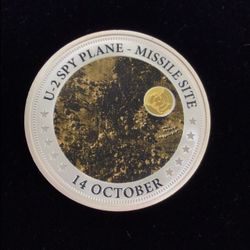 U-2 SPY PLANE - MISSILE SITE
14 OCTOBER